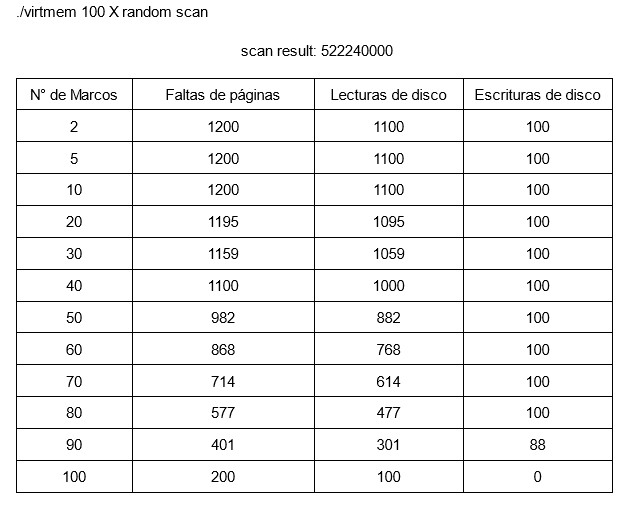 ./virtmem 100 X random scan
scan result: 522240000
N° de Marcos Faltas de páginas Lecturas de disco Escrituras de disco
2 1200 1100 100
5 1200 1100 100
10 1200 1100 100
20 1195 1095 100
30 1159 1059 100
40 1100 1000 100
50 982 882 100
60 868 768 100
70 714 614 100
80 577 477 100
90 401 301 88
100 200 100 0